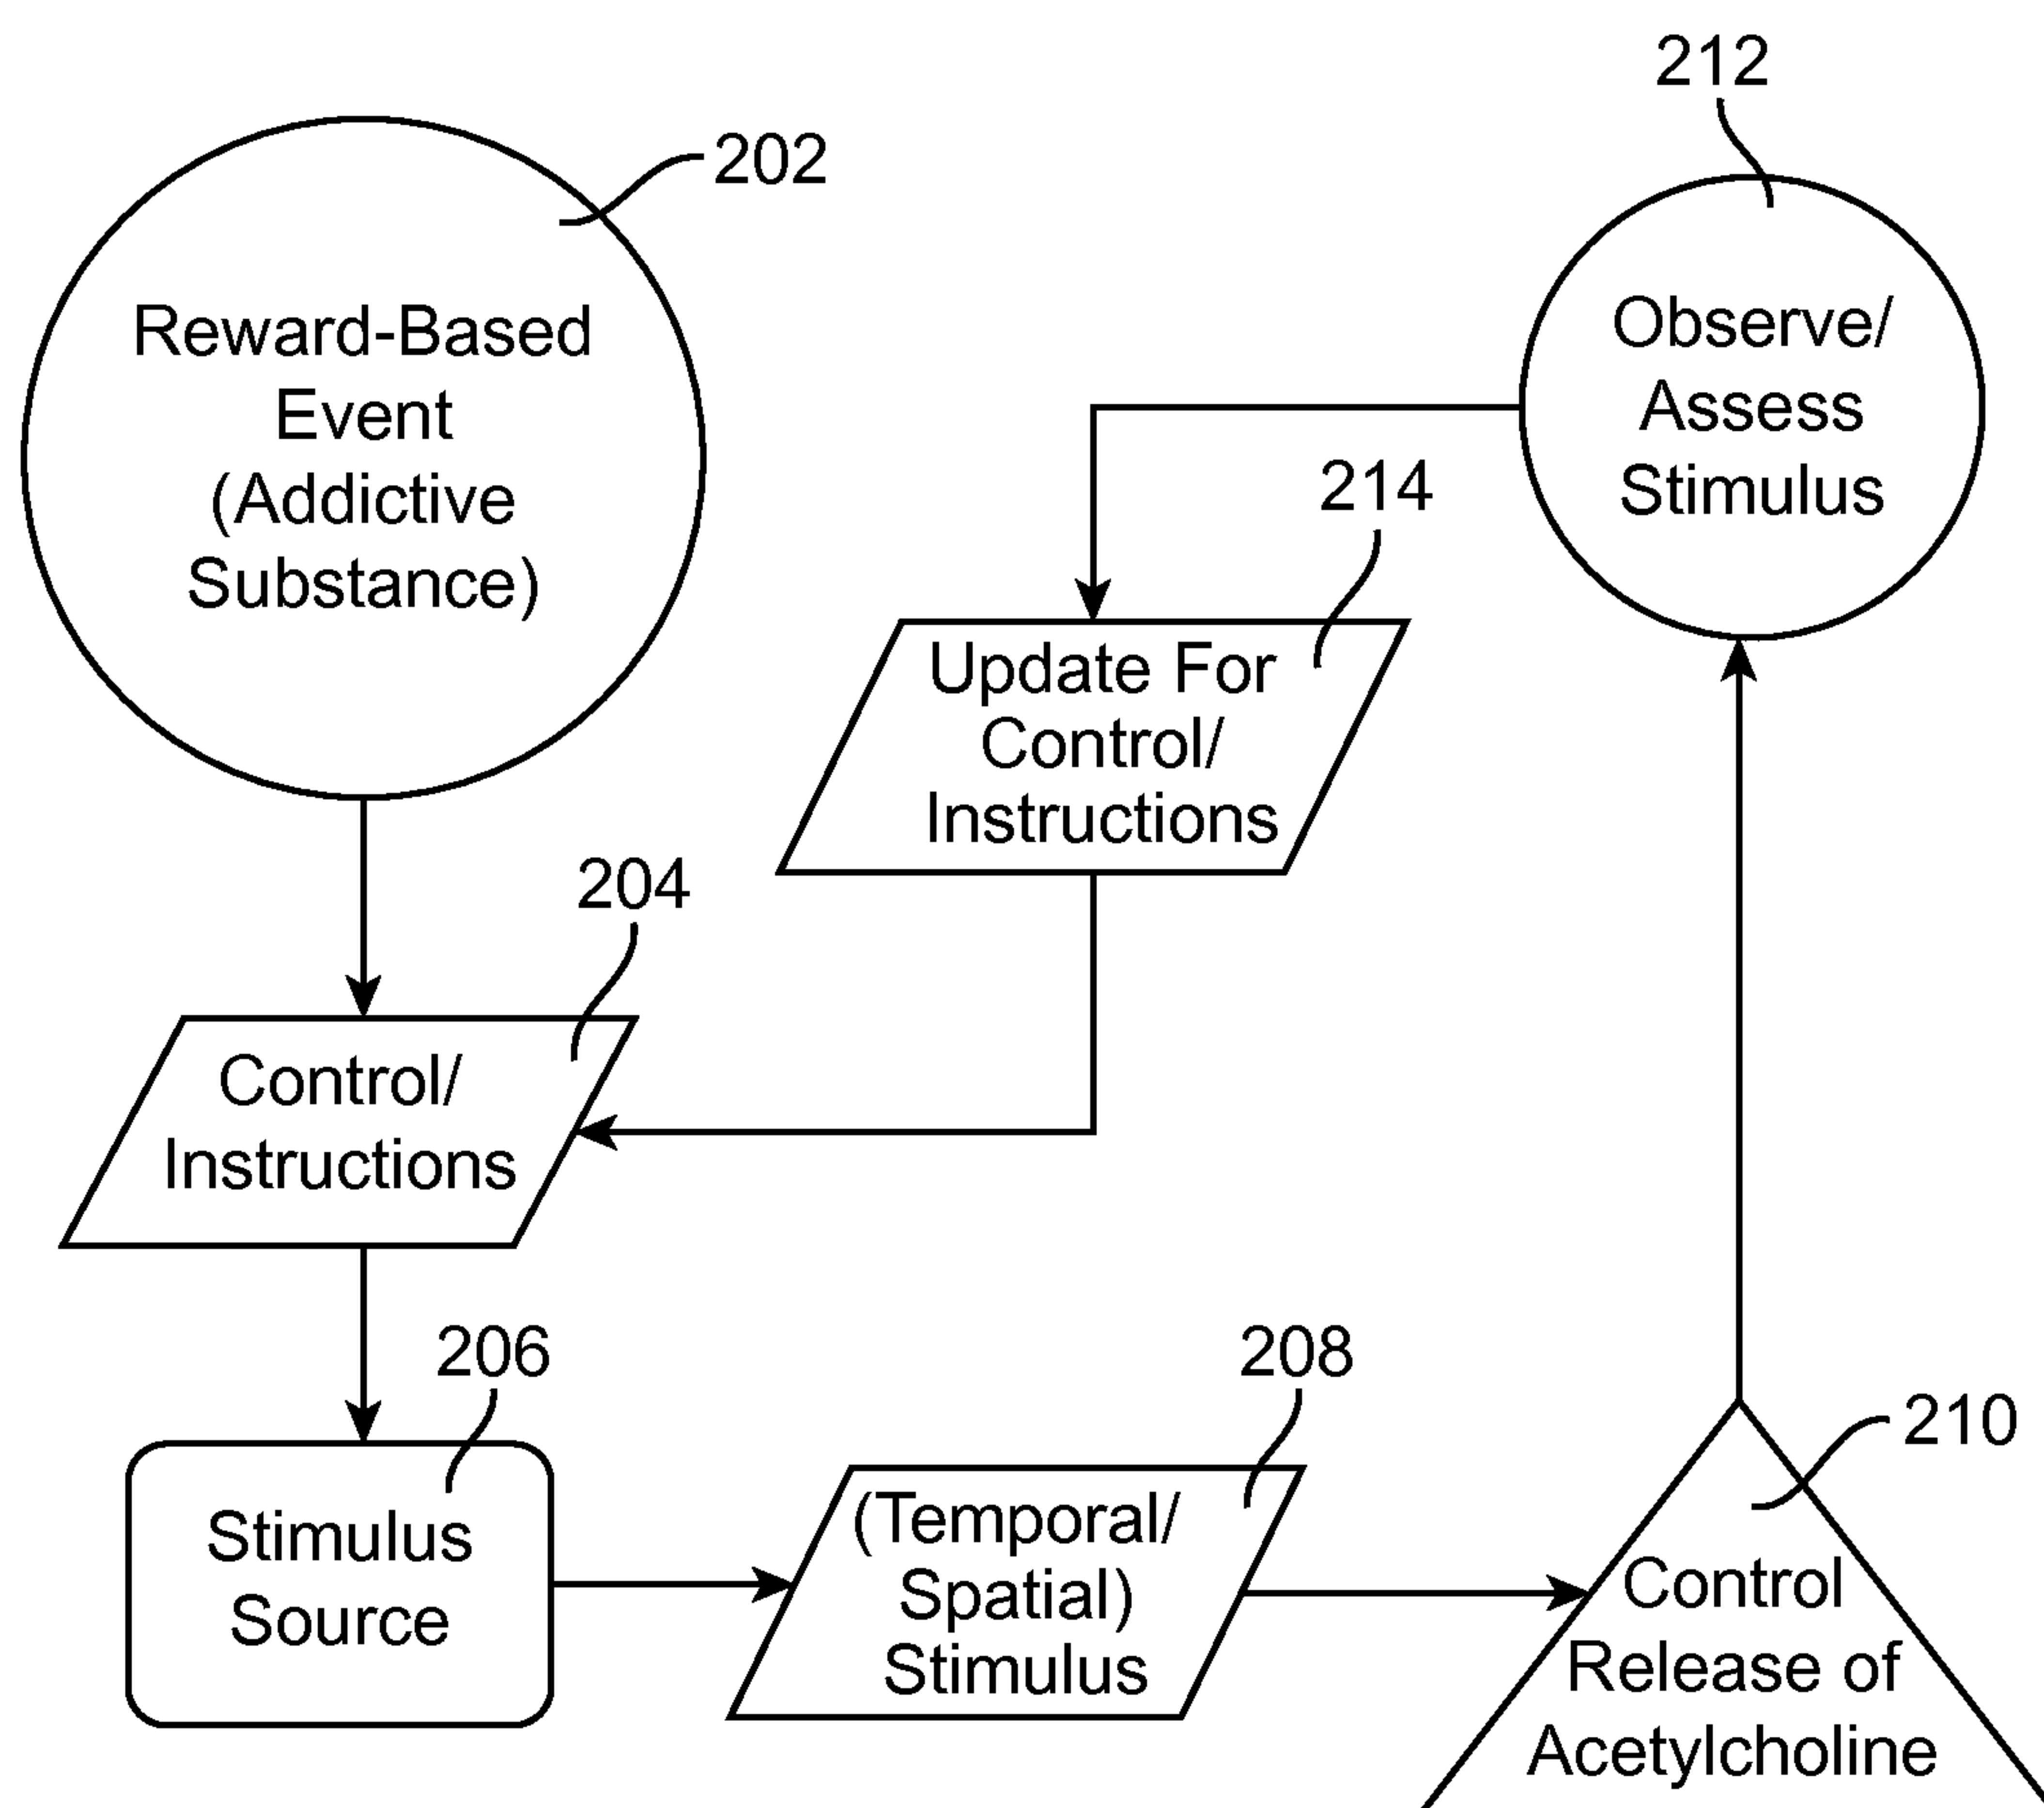 212
202
Reward-Based
Event
(Addictive
Substance)
Observe/
Assess
Stimulus
214
Update For
Control/
Instructions
204
Control/
Instructions
206
Stimulus
Source
208
(Temporal/
Spatial)
Stimulus
210
Control
Release of
Acetylcholine